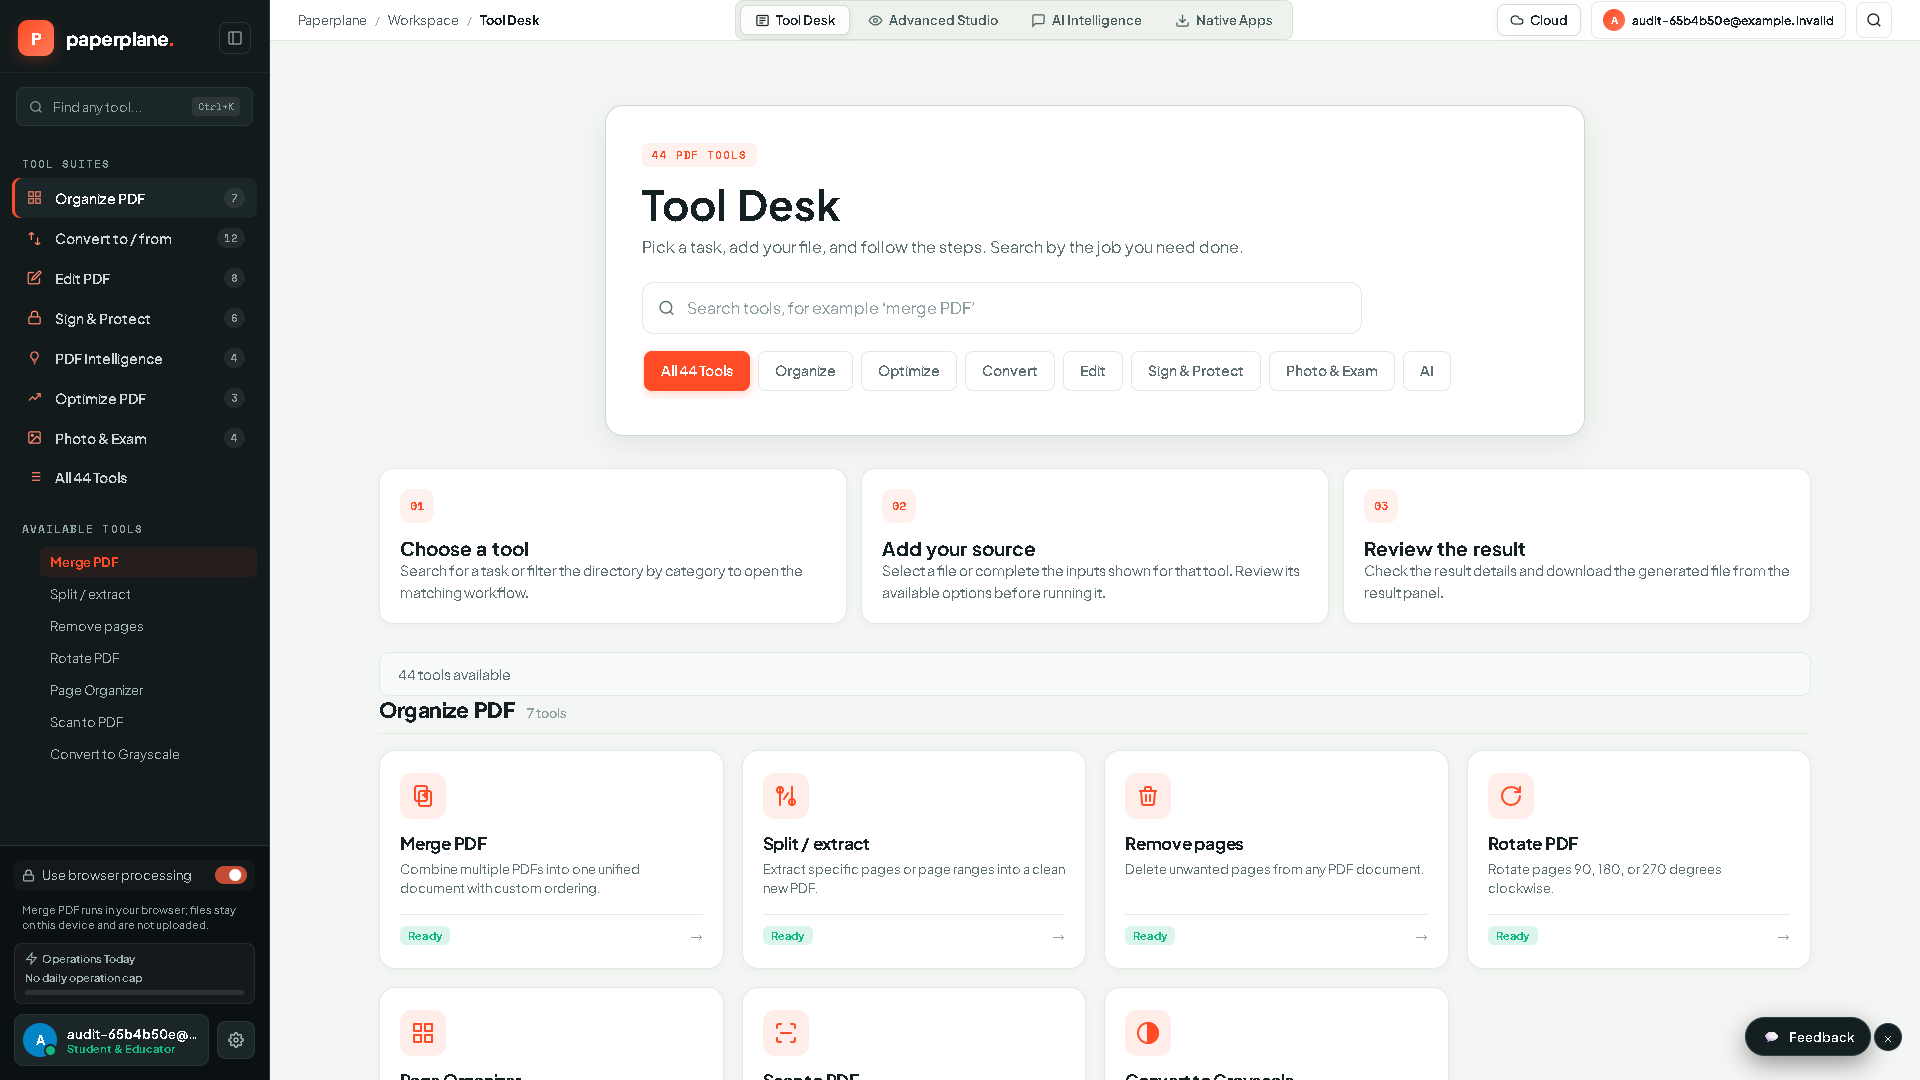 P paperplane.
Find any tool... Ctrl+K
TOOL SUITES
Organize PDF 7
Convert to / from 12
Edit PDF 8
Sign & Protect 6
PDF Intelligence 4
Optimize PDF 3
Photo & Exam 4
All 44 Tools
AVAILABLE TOOLS
Merge PDF
Split / extract
Remove pages
Rotate PDF
Page Organizer
Scan to PDF
Convert to Grayscale
Use browser processing
Merge PDF runs in your browser; files stay
on this device and are not uploaded.
Operations Today
No daily operation cap
A audit-65b4b50e@...
Student & Educator
Paperplane / Workspace / Tool Desk
Tool Desk Advanced Studio AI Intelligence Native Apps
Cloud A audit-65b4b50e@example.invalid
44 PDF TOOLS
Tool Desk
Pick a task, add your file, and follow the steps. Search by the job you need done.
Search tools, for example ‘merge PDF’
All 44 Tools Organize Optimize Convert Edit Sign & Protect Photo & Exam AI
01
Choose a tool
Search for a task or filter the directory by category to open the
matching workflow.
02
Add your source
Select a file or complete the inputs shown for that tool. Review its
available options before running it.
03
Review the result
Check the result details and download the generated file from the
result panel.
44 tools available
Organize PDF 7 tools
Merge PDF
Combine multiple PDFs into one unified
document with custom ordering.
Ready →
Split / extract
Extract specific pages or page ranges into a clean
new PDF.
Ready →
Remove pages
Delete unwanted pages from any PDF document.
Ready →
Rotate PDF
Rotate pages 90, 180, or 270 degrees
clockwise.
Ready →
Page Organizer
Scan to PDF
Convert to Grayscale
Feedback ×